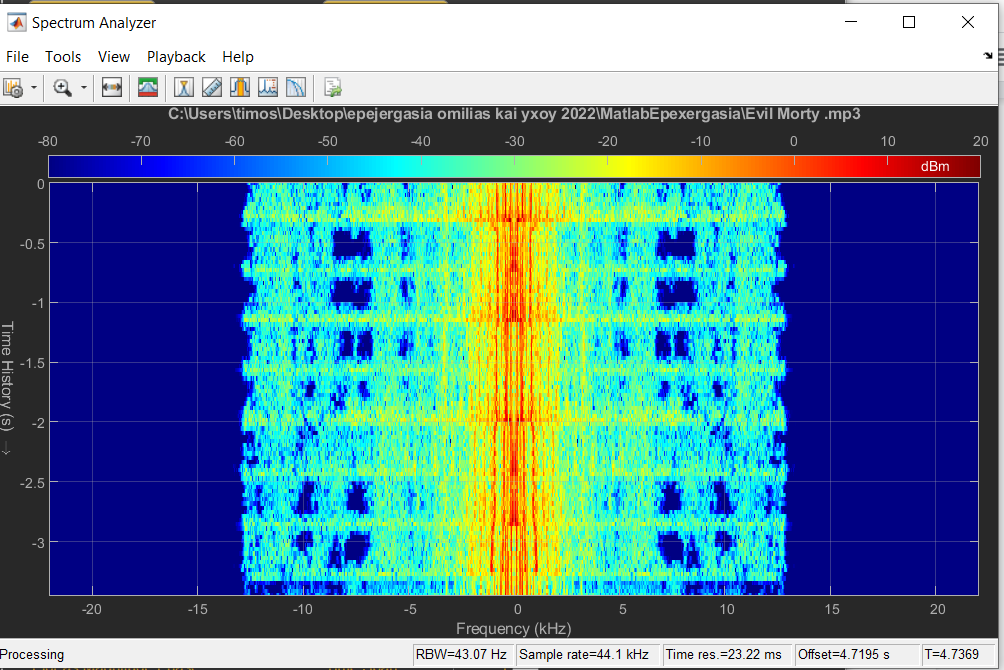 Spectrum Analyzer
File Tools View Playback Help
C:\Users\timos\Desktop\epejergasia omilias kai yxoy 2022\MatlabEpexergasia\Evil Morty .mp3
-80 -70 -60 -50 -40 -30 -20 -10 0 10 20
dBm
0
-0.5
-1
-1.5
-2
-2.5
-3
Time History (s) →
-20 -15 -10 -5 0 5 10 15 20
Frequency (kHz)
Processing RBW=43.07 Hz Sample rate=44.1 kHz Time res.=23.22 ms Offset=4.7195 s T=4.7369